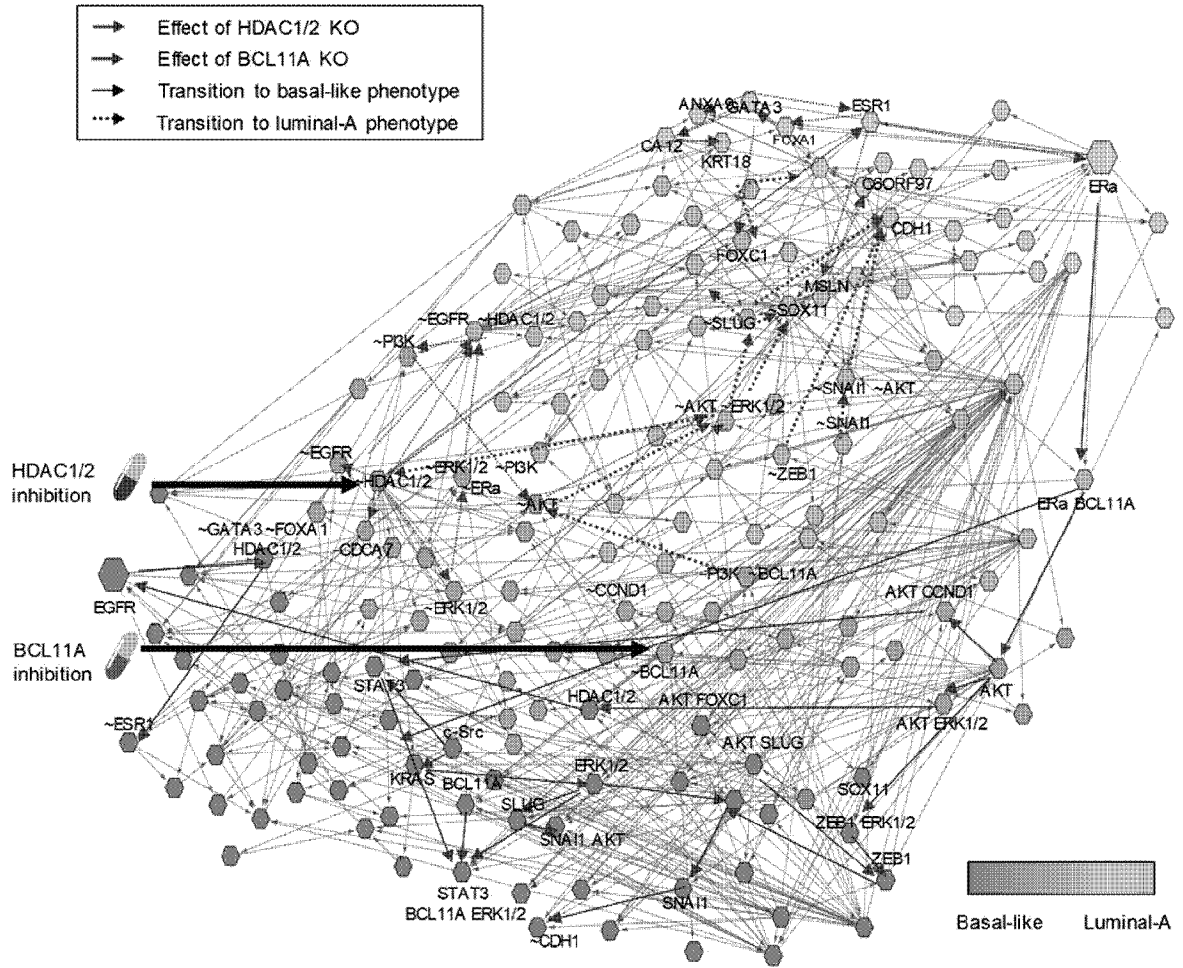 Effect of HDAC1/2 KO
Effect of BCL11A KO
Transition to basal-like phenotype
Transition to luminal-A phenotype
ANXA9
GATA3
ESR1
FOXA1
CA12
KRT18
C6ORF97
ERa
CDH1
FOXC1
MSLN
~SOX11
~SLUG
~EGFR ~HDAC1/2
~PI3K
~SNAI1 ~AKT
~AKT ~ERK1/2
~SNAI1
~EGFR
~ERK1/2 ~PI3K
~ZEB1
HDAC1/2
inhibition
~HDAC1/2
~ERa
~AKT
ERa BCL11A
~GATA3 ~FOXA1
HDAC1/2
~CDCA7
~PI3K ~BCL11A
EGFR
~ERK1/2
~CCND1
AKT CCND1
BCL11A
inhibition
~BCL11A
STAT3
AKT
HDAC1/2
AKT FOXC1
AKT ERK1/2
~ESR1
c-Src
AKT SLUG
KRAS
BCL11A
ERK1/2
SOX11
SLUG
ZEB1 ERK1/2
SNAI1 AKT
ZEB1
STAT3
BCL11A ERK1/2
SNAI1
~CDH1
Basal-like
Luminal-A